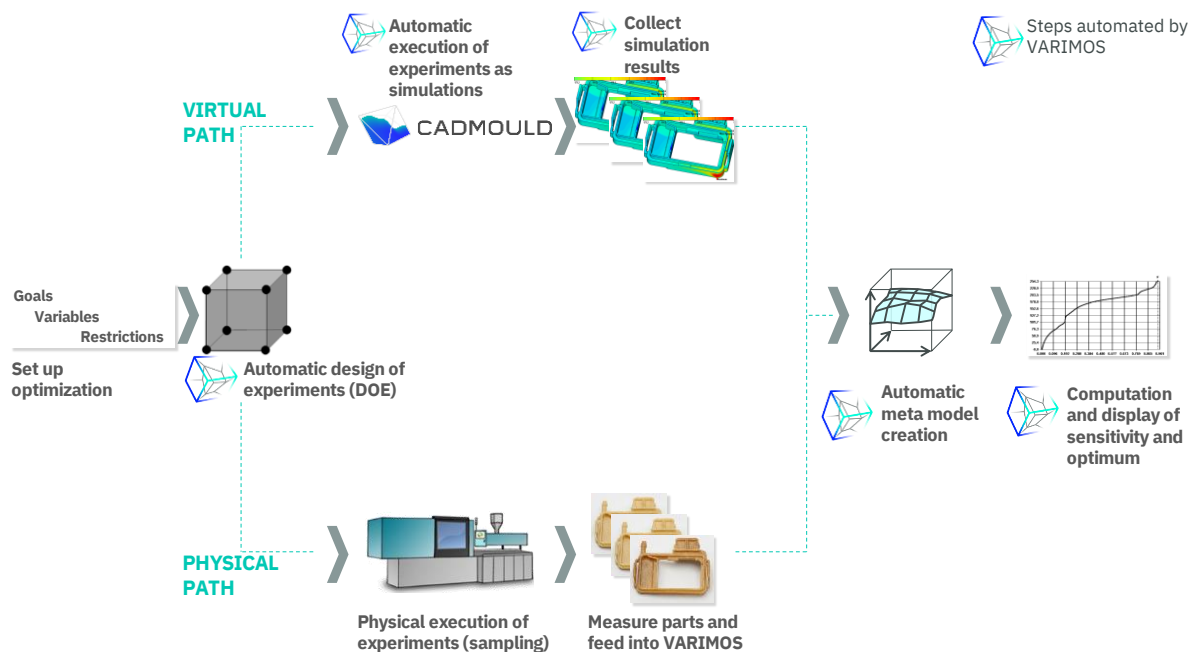 Automatic
execution of
experiments as
simulations
Collect
simulation
results
Steps automated by
VARIMOS
VIRTUAL
PATH
CADMOULD
Goals
Variables
Restrictions
Set up
optimization
Automatic design of
experiments (DOE)
Automatic
meta model
creation
Computation
and display of
sensitivity and
optimum
PHYSICAL
PATH
Physical execution of
experiments (sampling)
Measure parts and
feed into VARIMOS